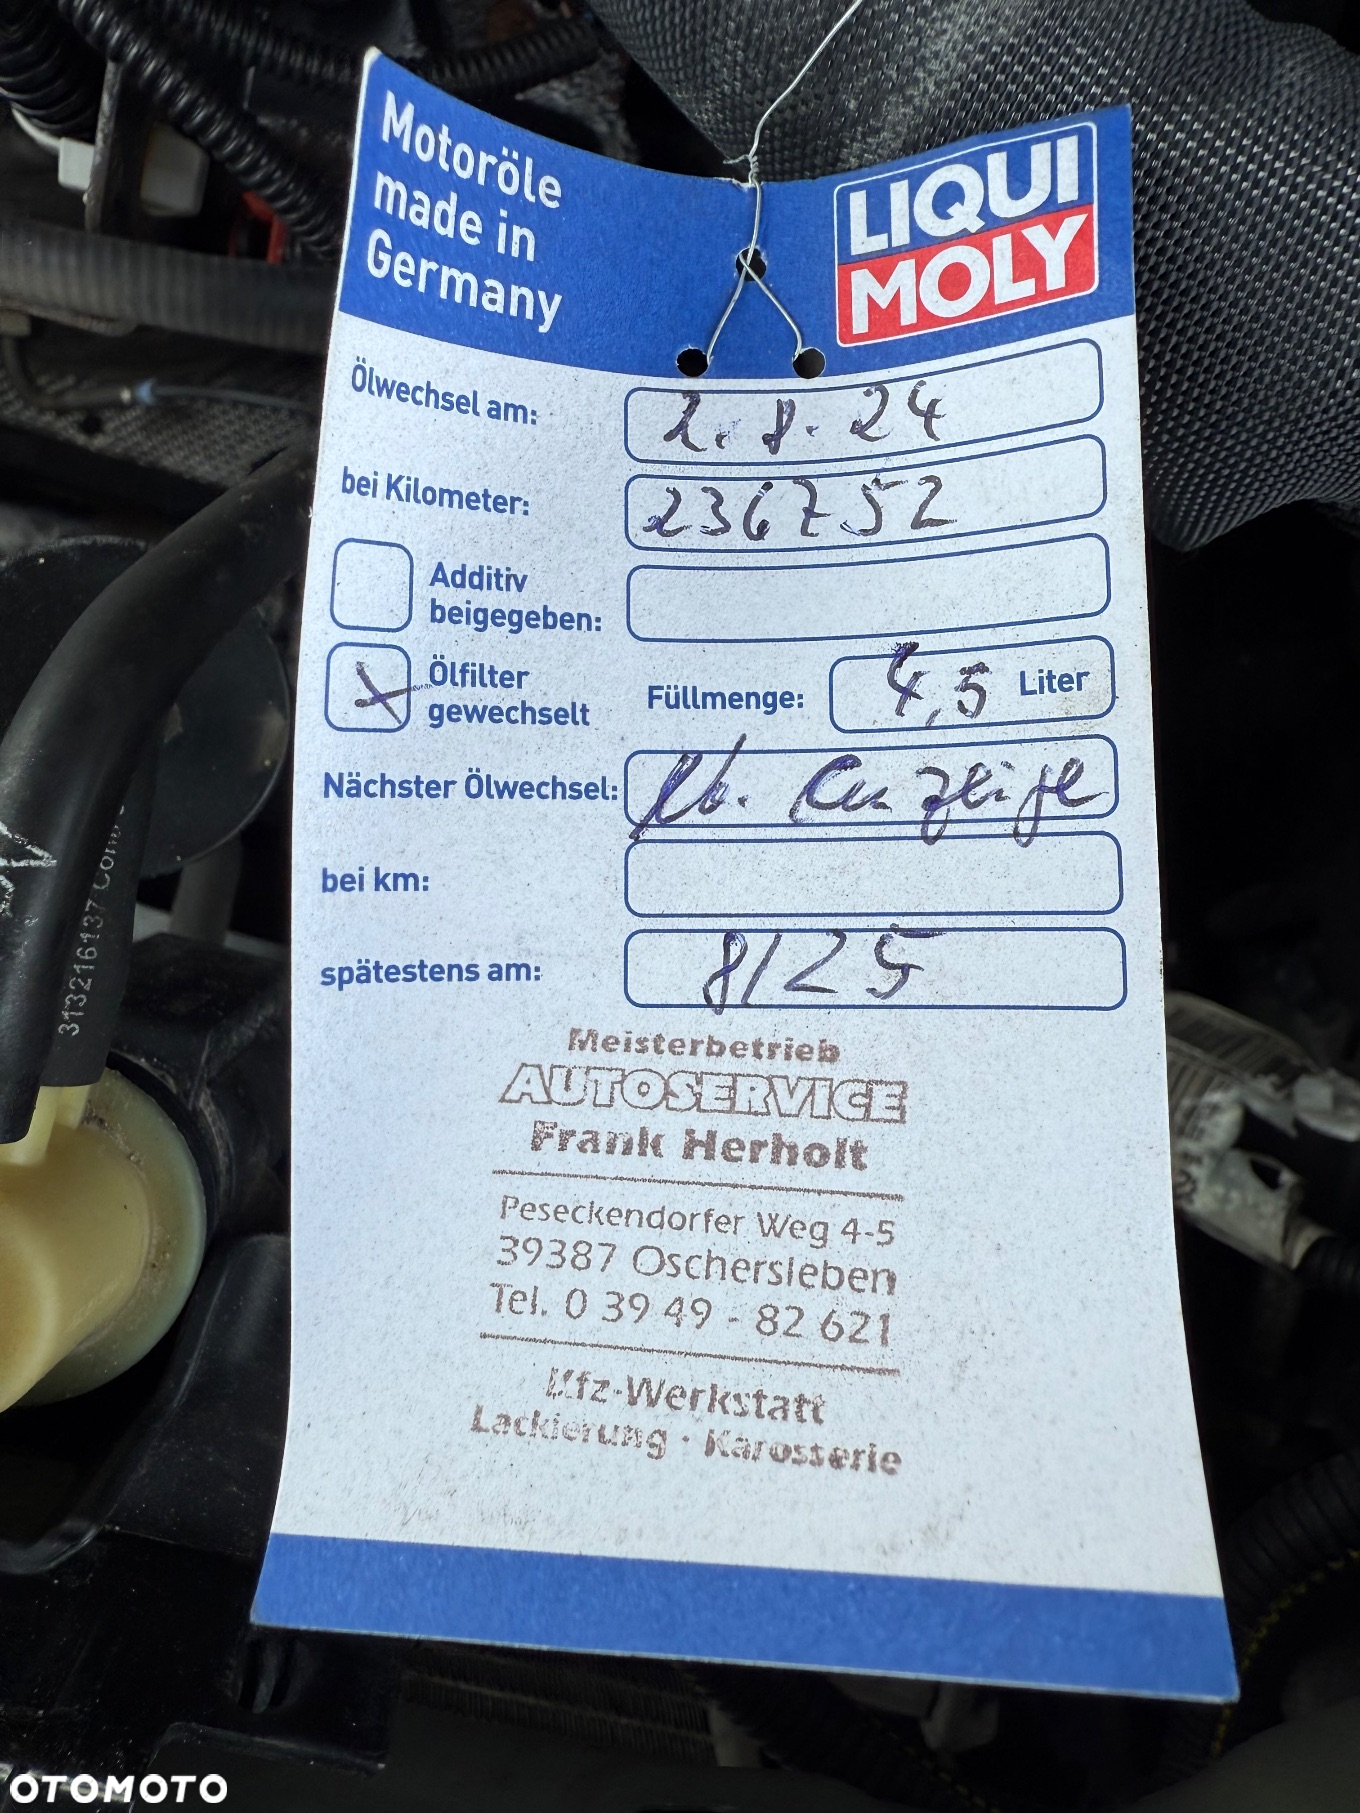 Motoröle
made in
Germany
LIQUI
MOLY
Ölwechsel am: 2.8.24
bei Kilometer: 236752
Additiv
beigegeben:
Ölfilter
gewechselt
Füllmenge: 4,5 Liter
Nächster Ölwechsel: Anzeige
bei km:
spätestens am: 8/25
Meisterbetrieb
AUTOSERVICE
Frank Herholt
Peseckendorfer Weg 4-5
39387 Oschersleben
Tel. 0 39 49 - 82 621
Kfz-Werkstatt
Lackierung · Karosserie
313216137
OTOMOTO